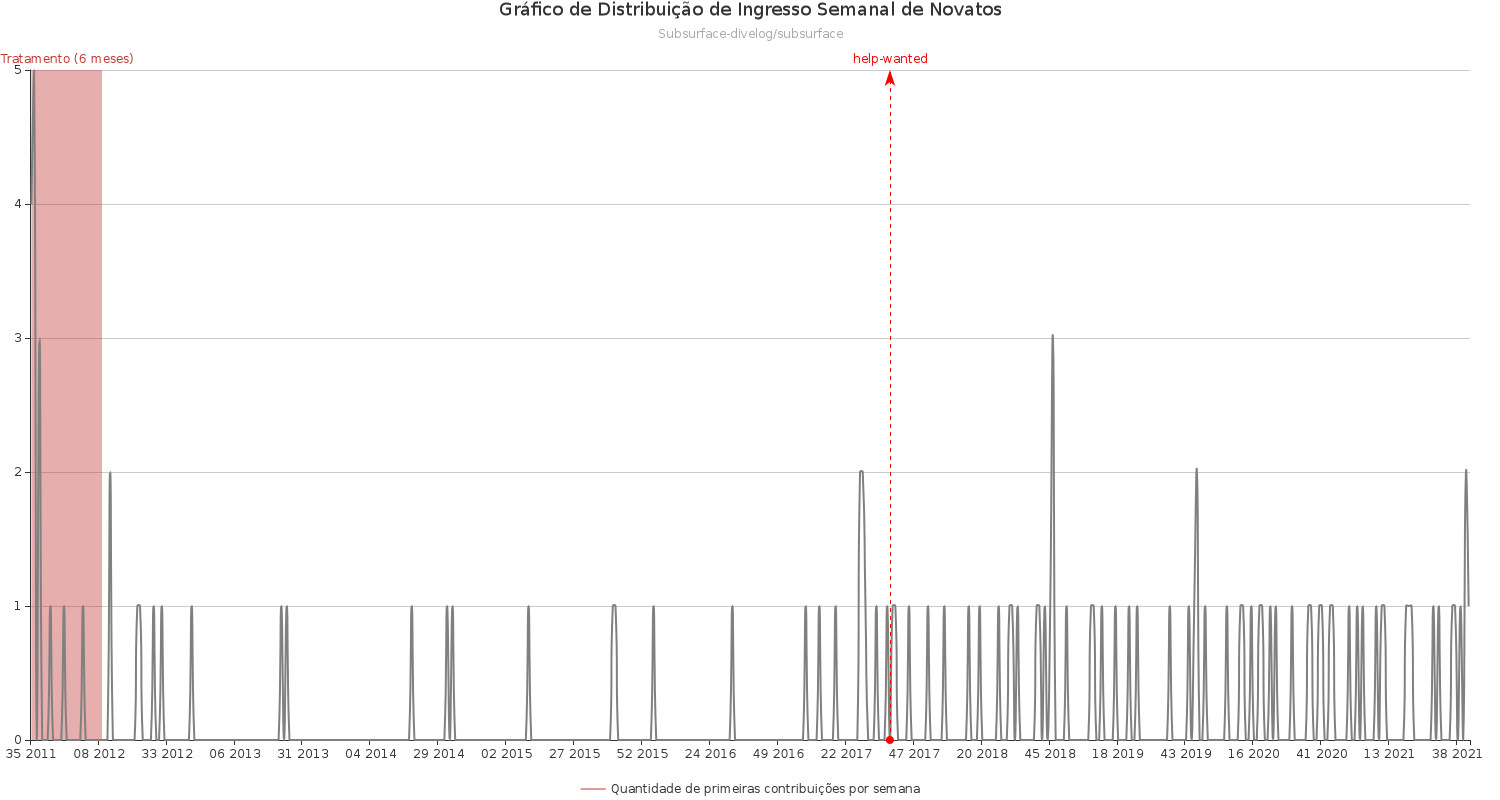 Gráfico de Distribuição de Ingresso Semanal de Novatos
Subsurface-divelog/subsurface
Tratamento (6 meses)
help-wanted
5
4
3
2
1
0
35 2011 08 2012 33 2012 06 2013 31 2013 04 2014 29 2014 02 2015 27 2015 52 2015 24 2016 49 2016 22 2017 47 2017 20 2018 45 2018 18 2019 43 2019 16 2020 41 2020 13 2021 38 2021
Quantidade de primeiras contribuições por semana